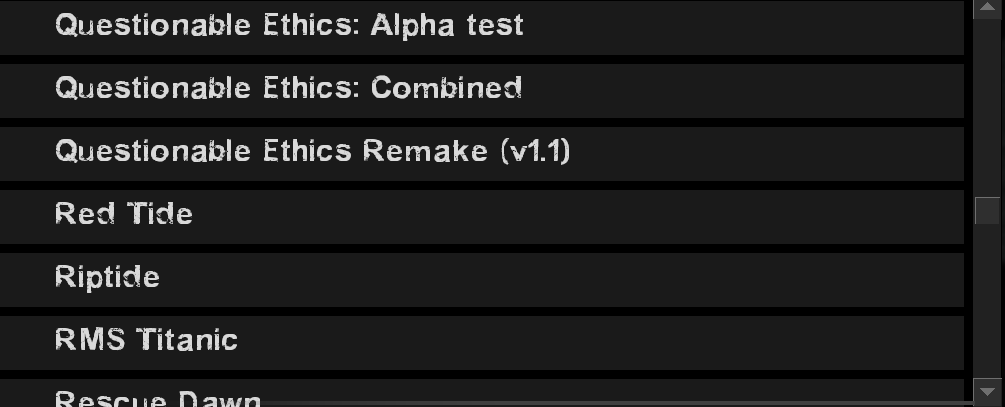 Questionable Ethics: Alpha test
Questionable Ethics: Combined
Questionable Ethics Remake (v1.1)
Red Tide
Riptide
RMS Titanic
Rescue Dawn